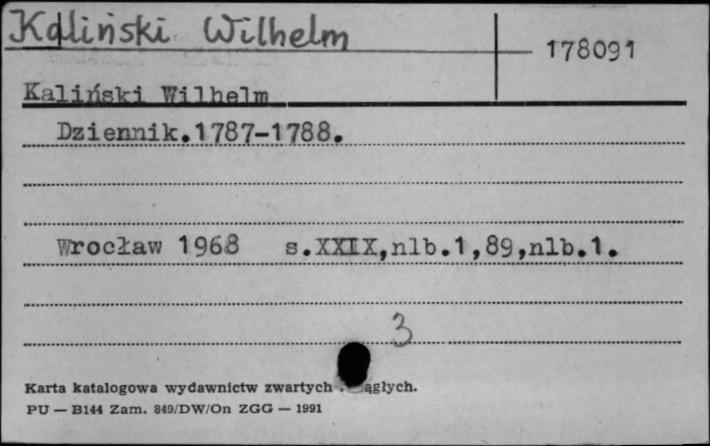 Kaliński Wilhelm
178091
Kaliński Wilhelm
Dziennik.1787-1788.
Wrocław 1968 s.XXIX,nlb.1,89,nlb.1.
3
Karta katalogowa wydawnictw zwartych ągłych.
PU — B144 Zam. 849/DW/On ZGG — 1991